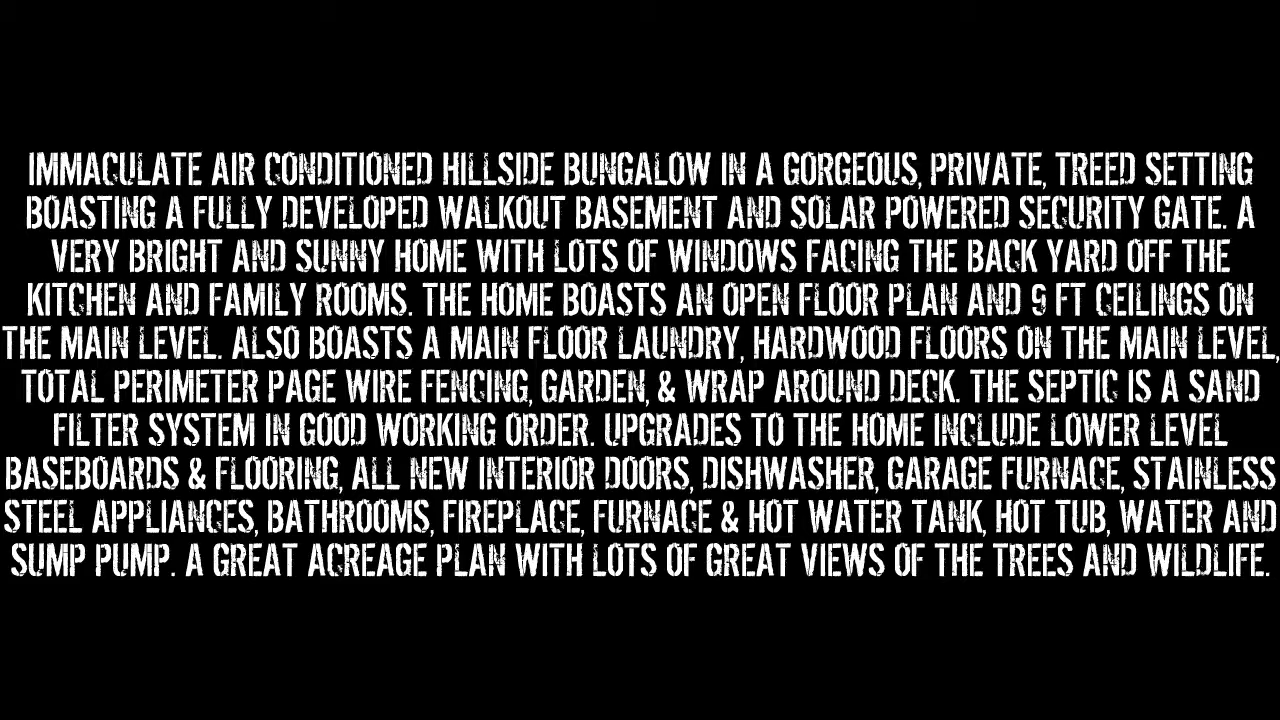 IMMACULATE AIR CONDITIONED HILLSIDE BUNGALOW IN A GORGEOUS, PRIVATE, TREED SETTING
BOASTING A FULLY DEVELOPED WALKOUT BASEMENT AND SOLAR POWERED SECURITY GATE. A
VERY BRIGHT AND SUNNY HOME WITH LOTS OF WINDOWS FACING THE BACK YARD OFF THE
KITCHEN AND FAMILY ROOMS. THE HOME BOASTS AN OPEN FLOOR PLAN AND 9 FT CEILINGS ON
THE MAIN LEVEL. ALSO BOASTS A MAIN FLOOR LAUNDRY, HARDWOOD FLOORS ON THE MAIN LEVEL,
TOTAL PERIMETER PAGE WIRE FENCING, GARDEN, & WRAP AROUND DECK. THE SEPTIC IS A SAND
FILTER SYSTEM IN GOOD WORKING ORDER. UPGRADES TO THE HOME INCLUDE LOWER LEVEL
BASEBOARDS & FLOORING, ALL NEW INTERIOR DOORS, DISHWASHER, GARAGE FURNACE, STAINLESS
STEEL APPLIANCES, BATHROOMS, FIREPLACE, FURNACE & HOT WATER TANK, HOT TUB, WATER AND
SUMP PUMP. A GREAT ACREAGE PLAN WITH LOTS OF GREAT VIEWS OF THE TREES AND WILDLIFE.